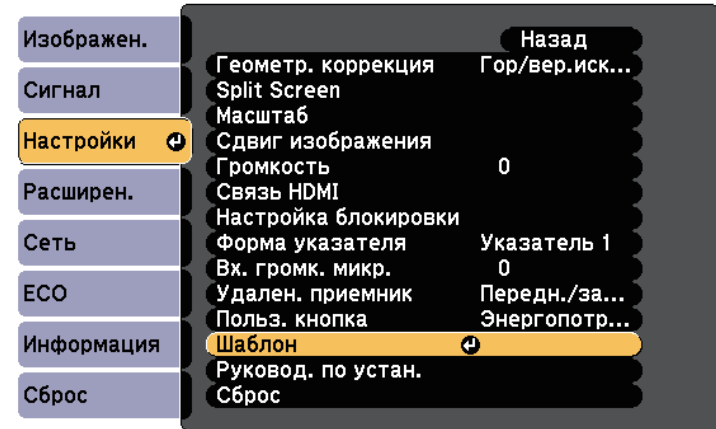 Изображен.
Сигнал
Настройки
Расширен.
Сеть
ECO
Информация
Сброс
Назад
Геометр. коррекция Гор/вер.иск...
Split Screen
Масштаб
Сдвиг изображения
Громкость 0
Связь HDMI
Настройка блокировки
Форма указателя Указатель 1
Вх. громк. микр. 0
Удален. приемник Передн./за...
Польз. кнопка Энергопотр...
Шаблон
Руковод. по устан.
Сброс